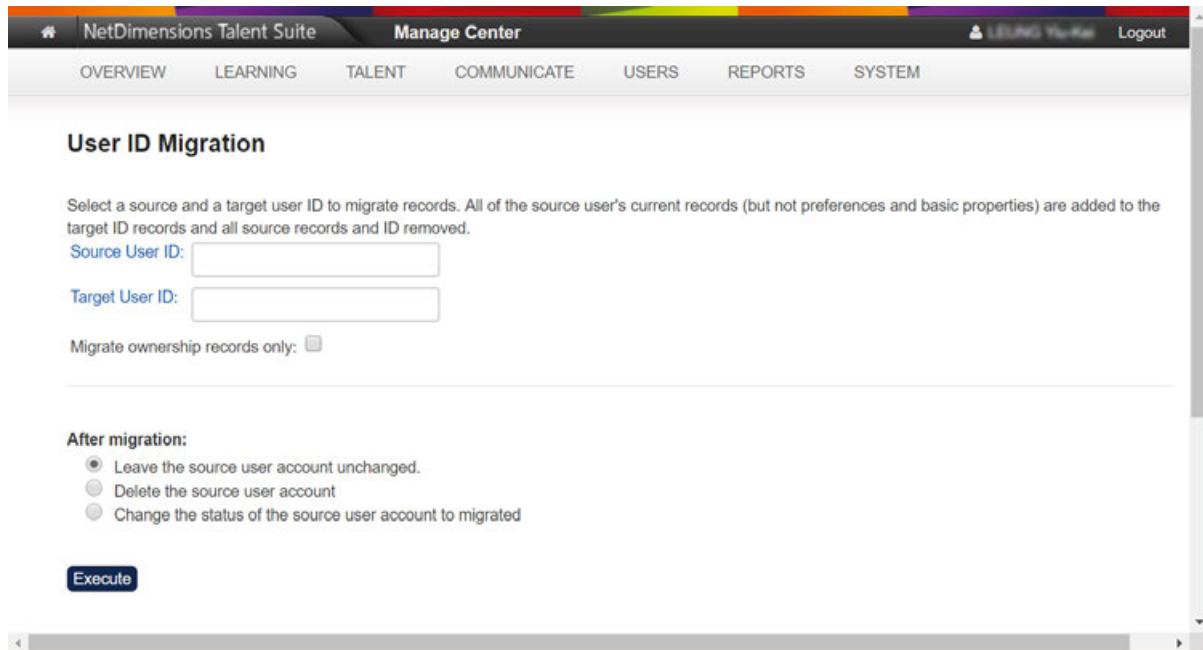 NetDimensions Talent Suite Manage Center Logout
OVERVIEW LEARNING TALENT COMMUNICATE USERS REPORTS SYSTEM
User ID Migration
Select a source and a target user ID to migrate records. All of the source user's current records (but not preferences and basic properties) are added to the
target ID records and all source records and ID removed.
Source User ID:
Target User ID:
Migrate ownership records only:
After migration:
Leave the source user account unchanged.
Delete the source user account
Change the status of the source user account to migrated
Execute